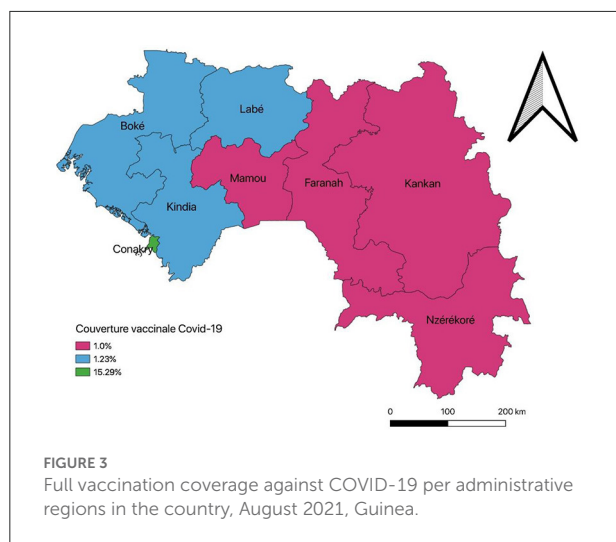 Labé
Boké
Mamou
Faranah
Kankan
Kindia
Conakry
Nzérékoré
Couverture vaccinale Covid-19
1.0%
1.23%
15.29%
0 100 200 km
FIGURE 3
Full vaccination coverage against COVID-19 per administrative
regions in the country, August 2021, Guinea.